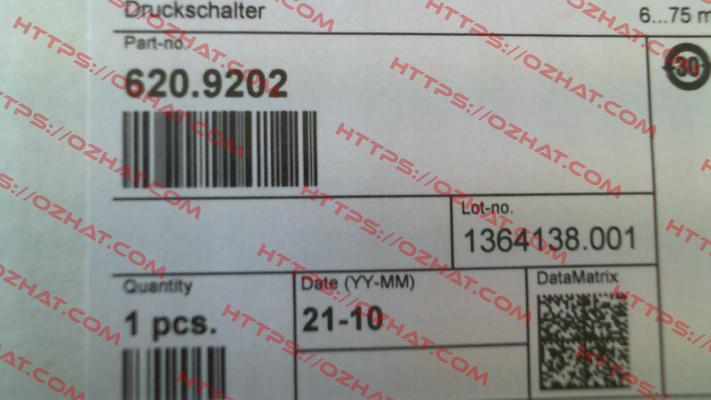 Druckschalter
6...75 m
Part-no.
620.9202
30
Lot-no.
1364138.001
Quantity
1 pcs.
Date (YY-MM)
21-10
DataMatrix
HTTPS://OZHAT.COM